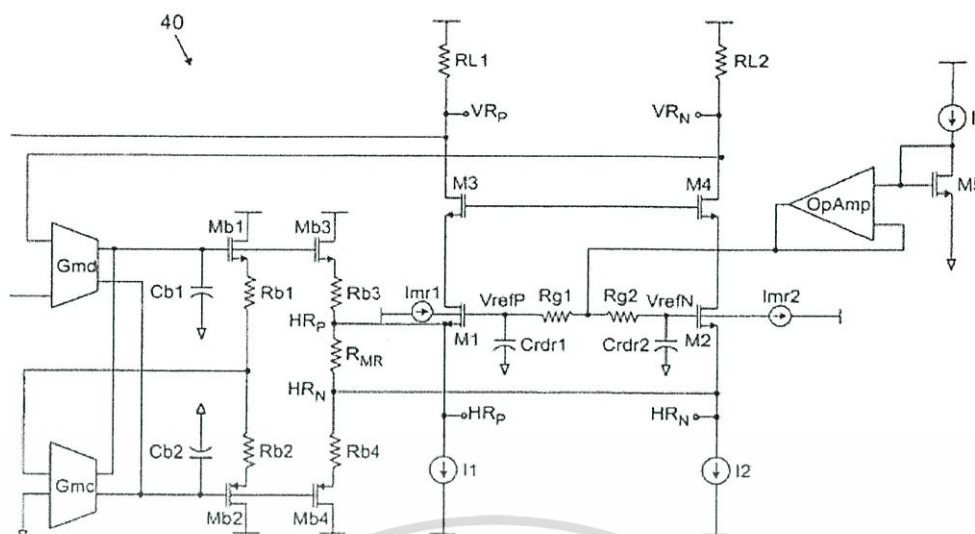 40
RL1
RL2
VRP
VRN
I
M3
M4
M5
OpAmp
Mb1
Mb3
Gmd
Cb1
Rb1
Rb3
Imr1
VrefP
Rg1
Rg2
VrefN
Imr2
HRP
M1
Crdr1
Crdr2
M2
RMR
HRN
HRP
HRN
Cb2
Rb2
Rb4
Gmc
I1
I2
Mb2
Mb4